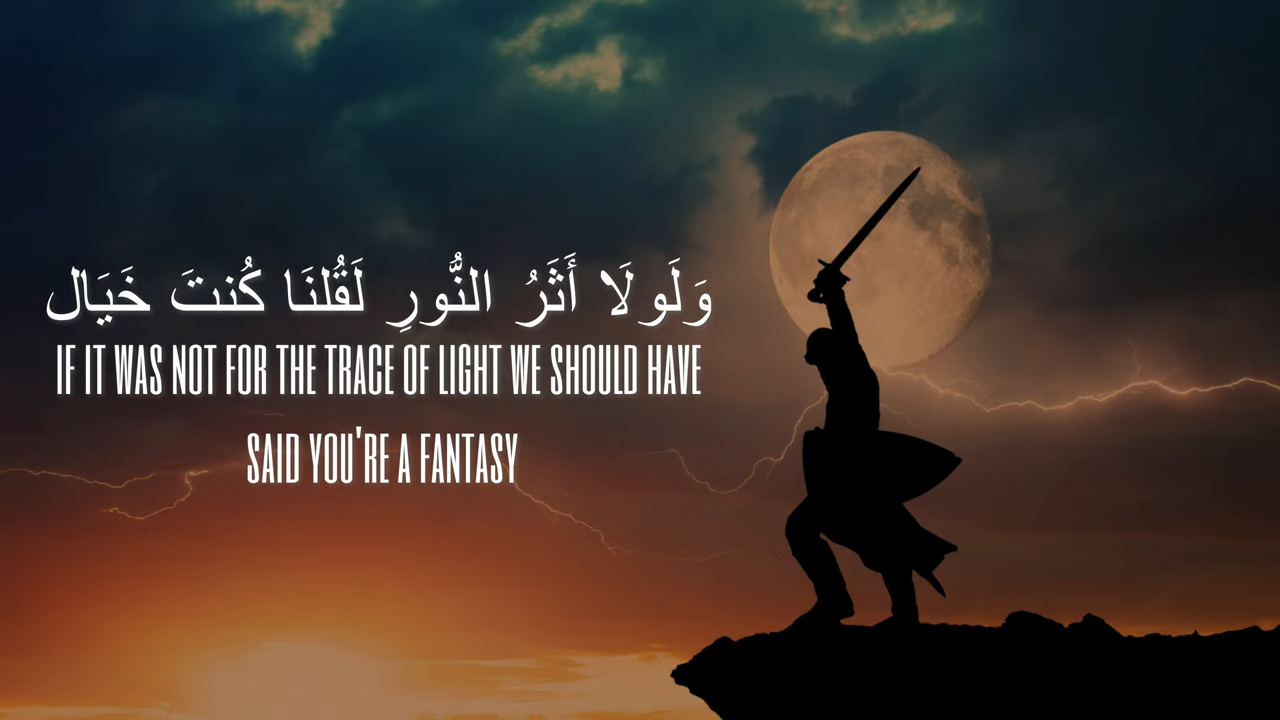 وَلَولَا أَثَرُ النُّورِ لَقُلنَا كُنتَ خَيَال
IF IT WAS NOT FOR THE TRACE OF LIGHT WE SHOULD HAVE
SAID YOU'RE A FANTASY